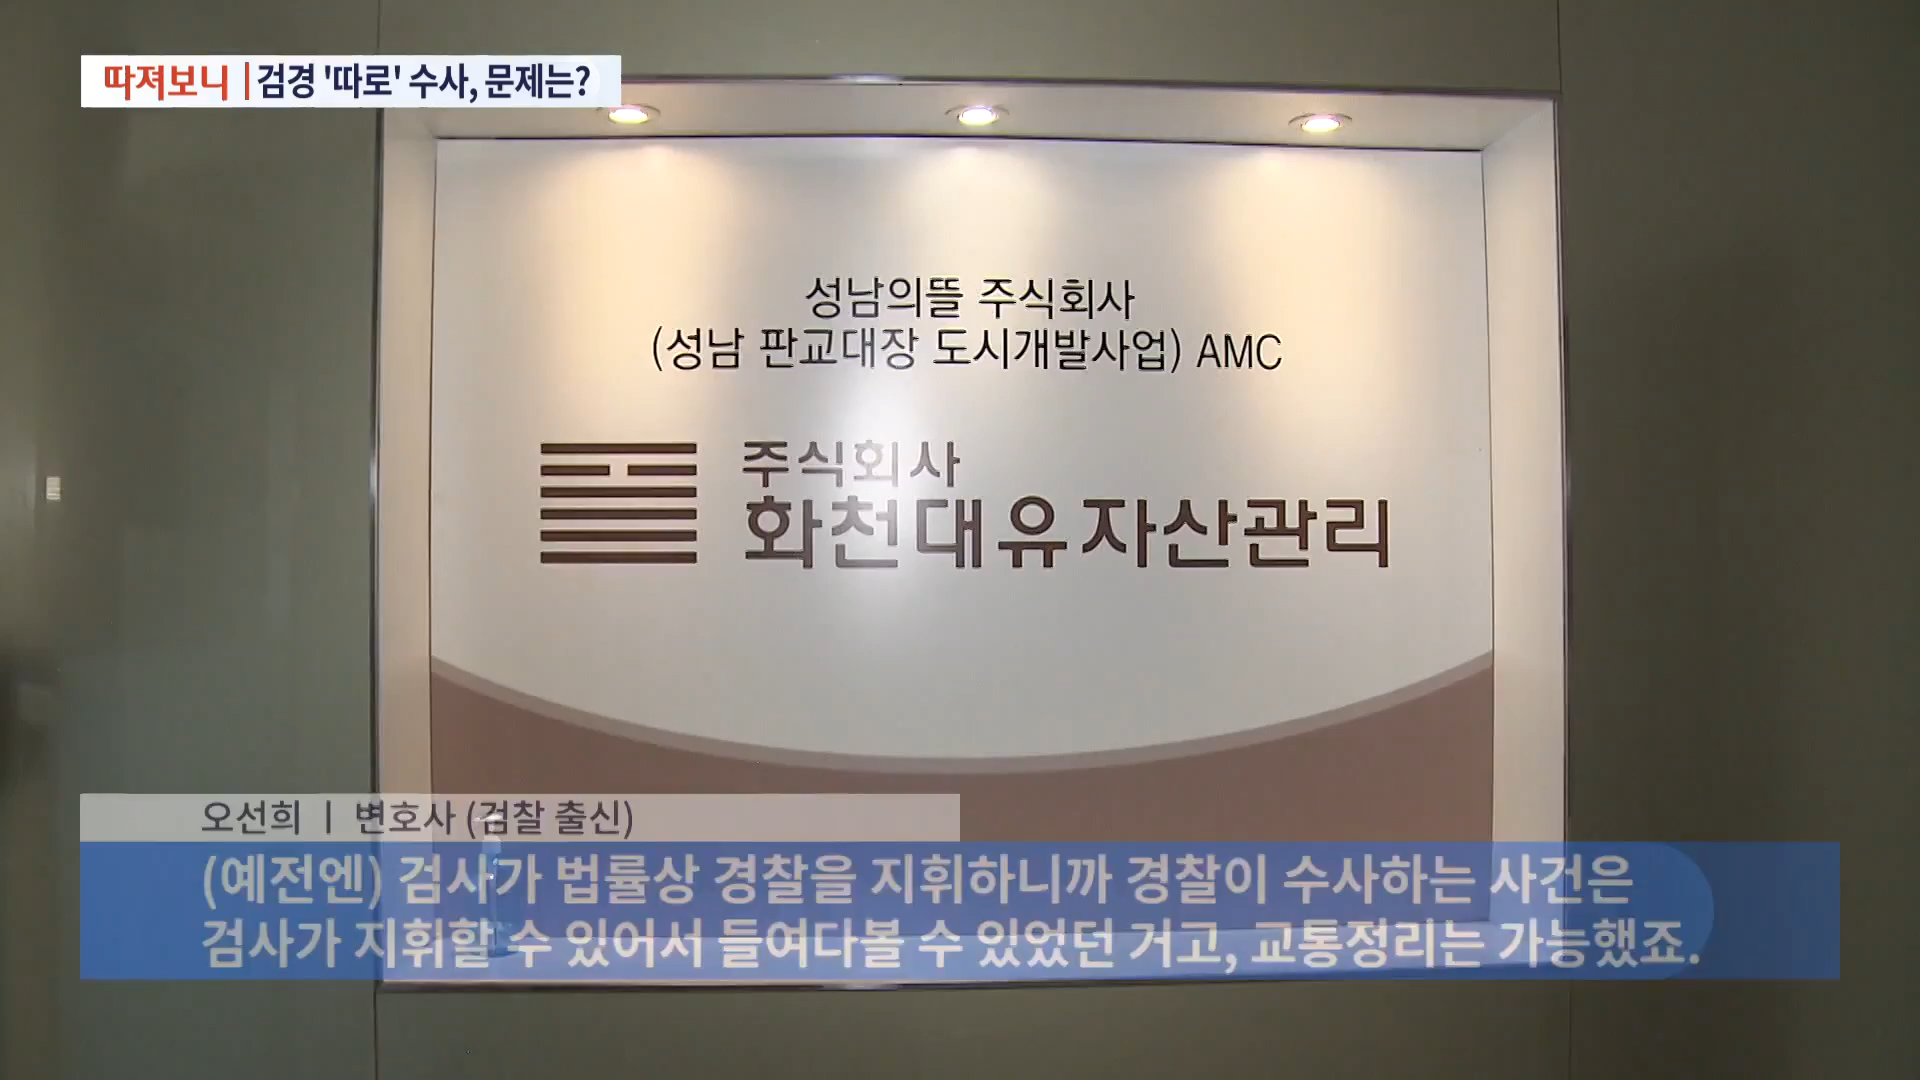 따져보니 | 검경 '따로' 수사, 문제는?
성남의뜰 주식회사
(성남 판교대장 도시개발사업) AMC
주식회사
화천대유자산관리
오선희 ㅣ 변호사 (검찰 출신)
(예전엔) 검사가 법률상 경찰을 지휘하니까 경찰이 수사하는 사건은
검사가 지휘할 수 있어서 들여다볼 수 있었던 거고, 교통정리는 가능했죠.